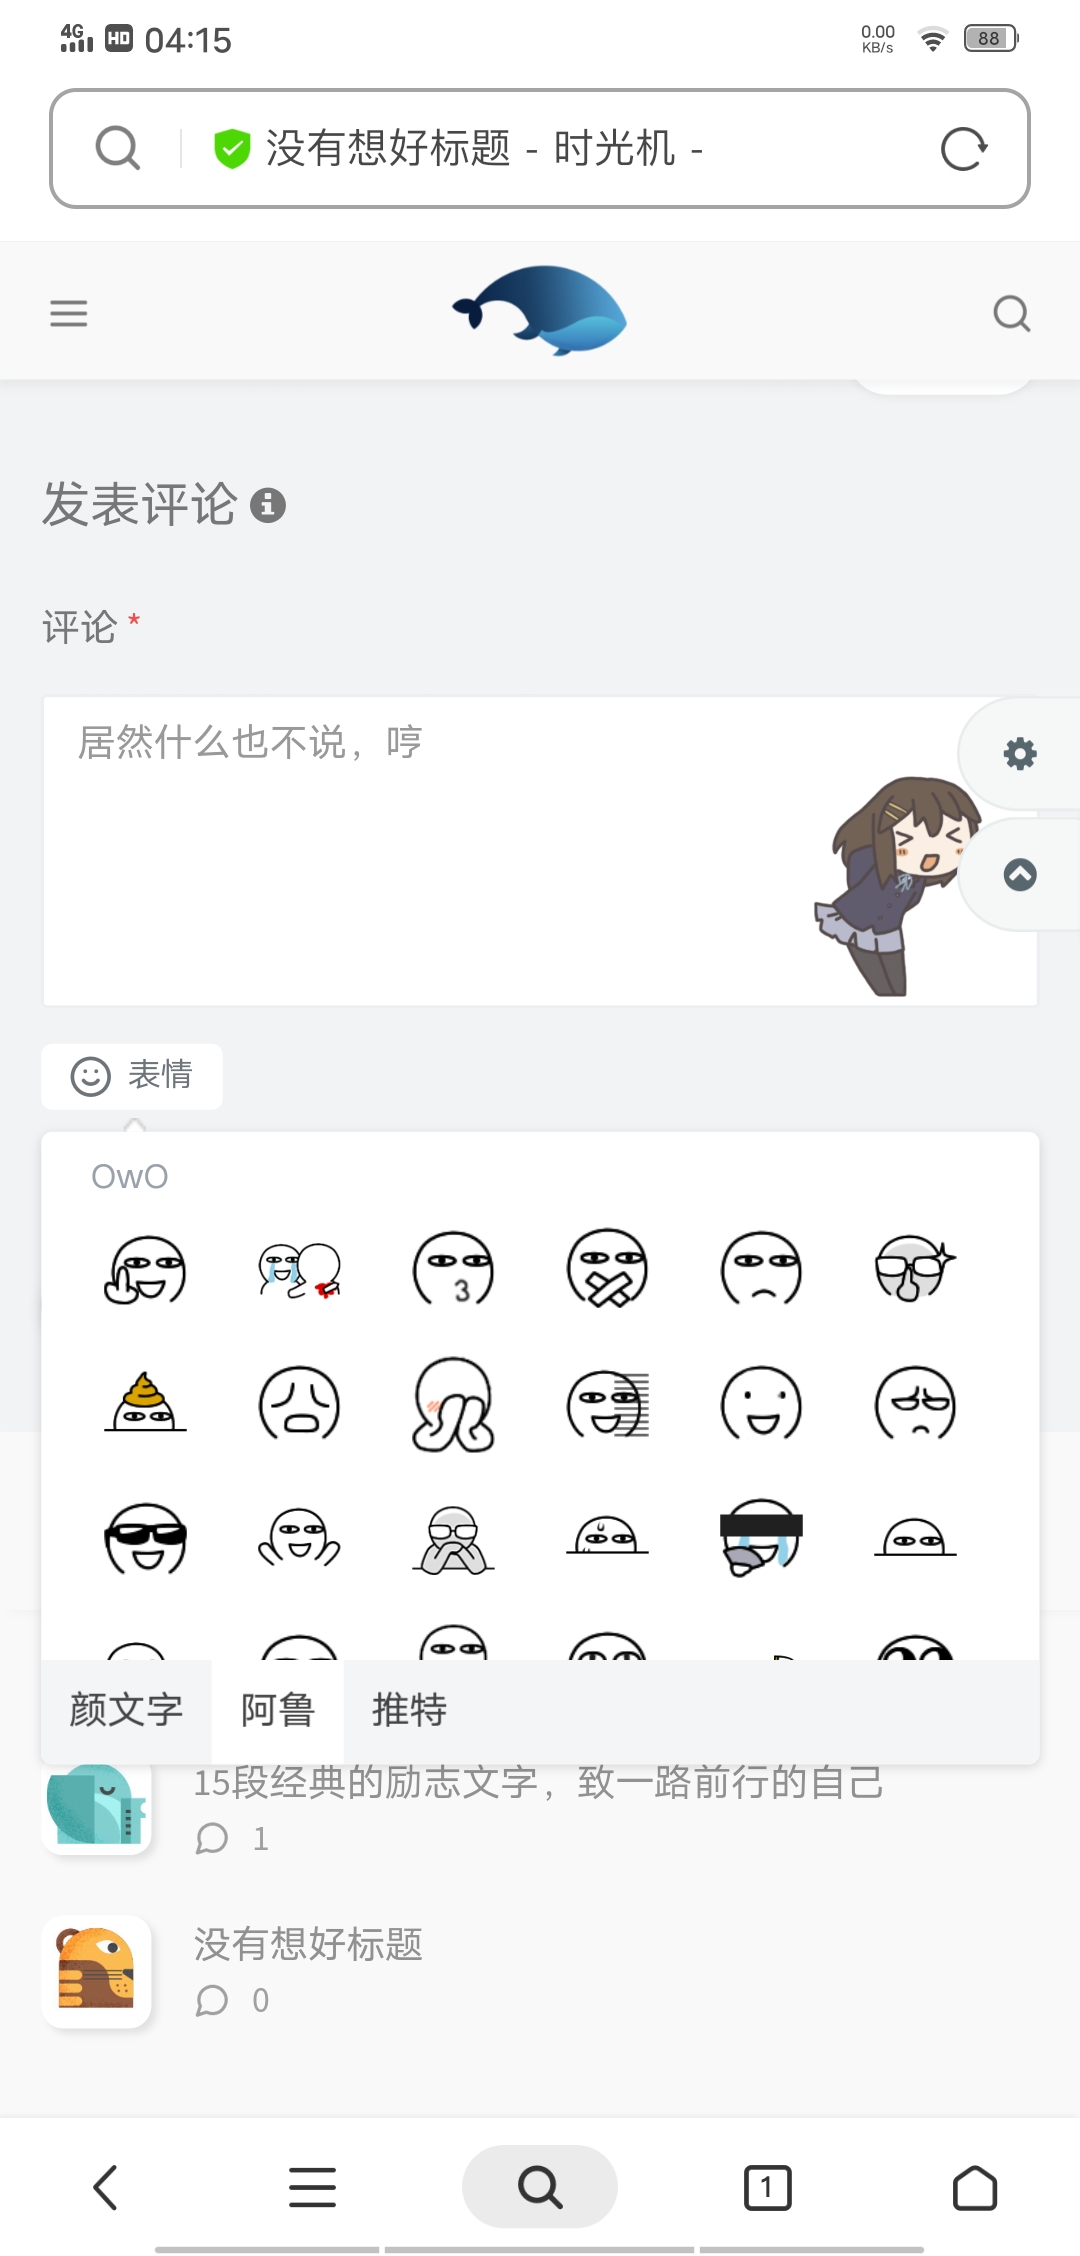 4G HD 04:15 0.00 KB/s 88
没有想好标题 - 时光机 -
发表评论
评论 *
居然什么也不说，哼
表情
OwO
3
颜文字 阿鲁 推特
15段经典的励志文字，致一路前行的自己
1
没有想好标题
0
1